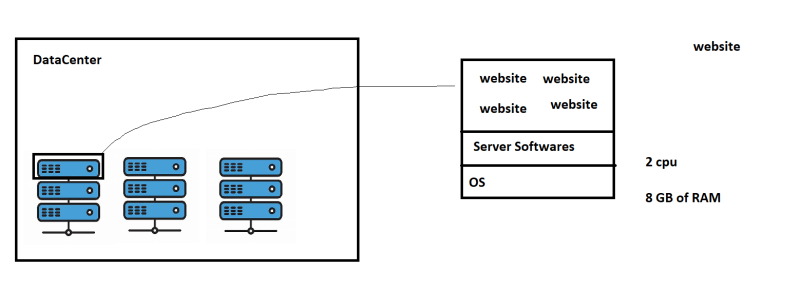 DataCenter
website website
website website
Server Softwares
OS
website
2 cpu
8 GB of RAM